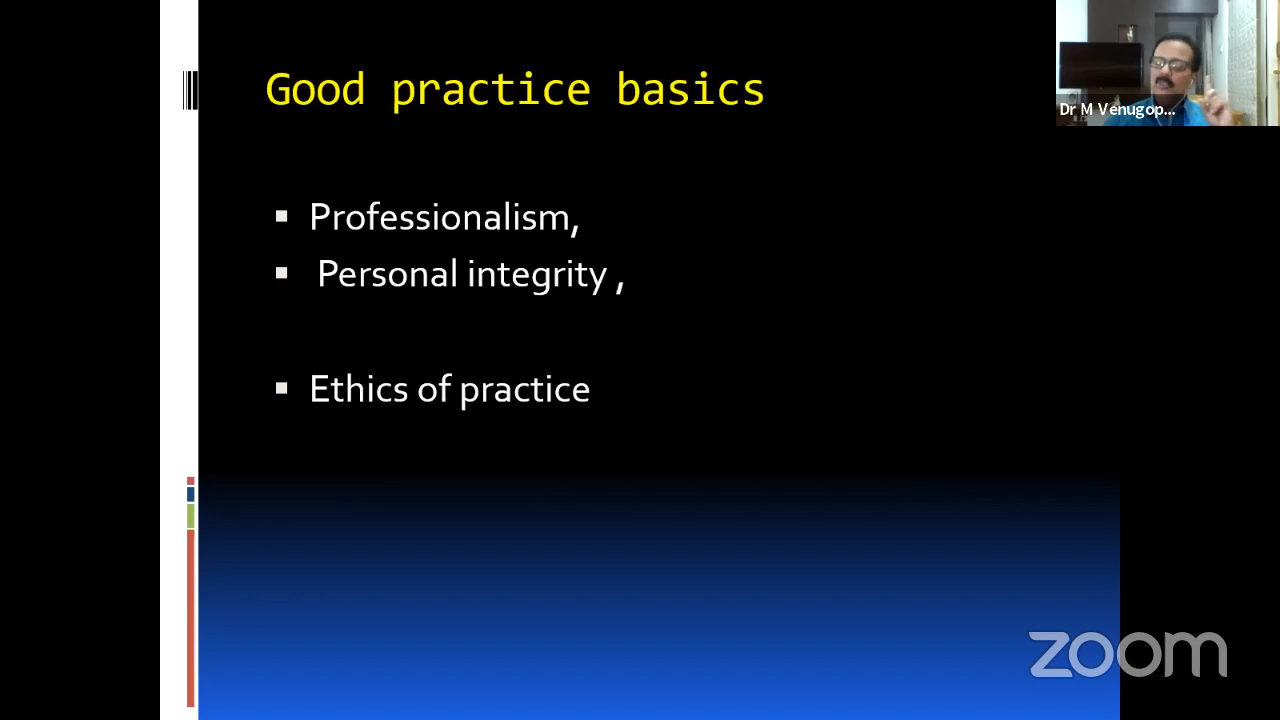 Good practice basics
Dr M Venugop...
Professionalism,
Personal integrity ,
Ethics of practice
zoom